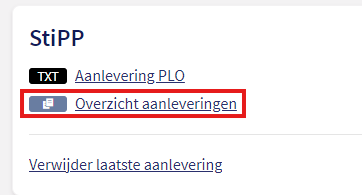 StiPP
TXT Aanlevering PLO
Overzicht aanleveringen
Verwijder laatste aanlevering